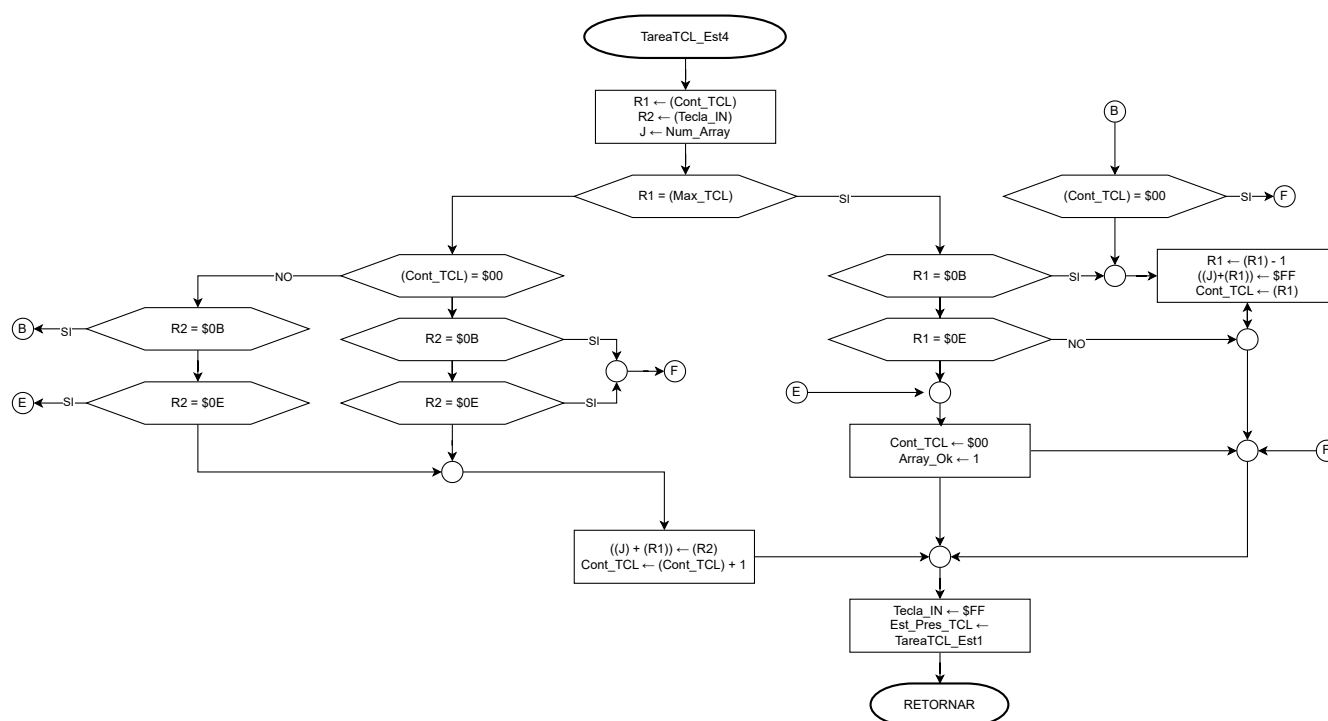 TareaTCL_Est4
R1 ← (Cont_TCL)
R2 ← (Tecla_IN)
J ← Num_Array
B
R1 = (Max_TCL)
SI
(Cont_TCL) = $00
SI
F
NO
(Cont_TCL) = $00
R1 = $0B
SI
R1 ← (R1) - 1
((J)+(R1)) ← $FF
Cont_TCL ← (R1)
B
SI
R2 = $0B
R2 = $0B
SI
R1 = $0E
NO
F
E
SI
R2 = $0E
R2 = $0E
SI
E
Cont_TCL ← $00
Array_Ok ← 1
F
((J) + (R1)) ← (R2)
Cont_TCL ← (Cont_TCL) + 1
Tecla_IN ← $FF
Est_Pres_TCL ←
TareaTCL_Est1
RETORNAR